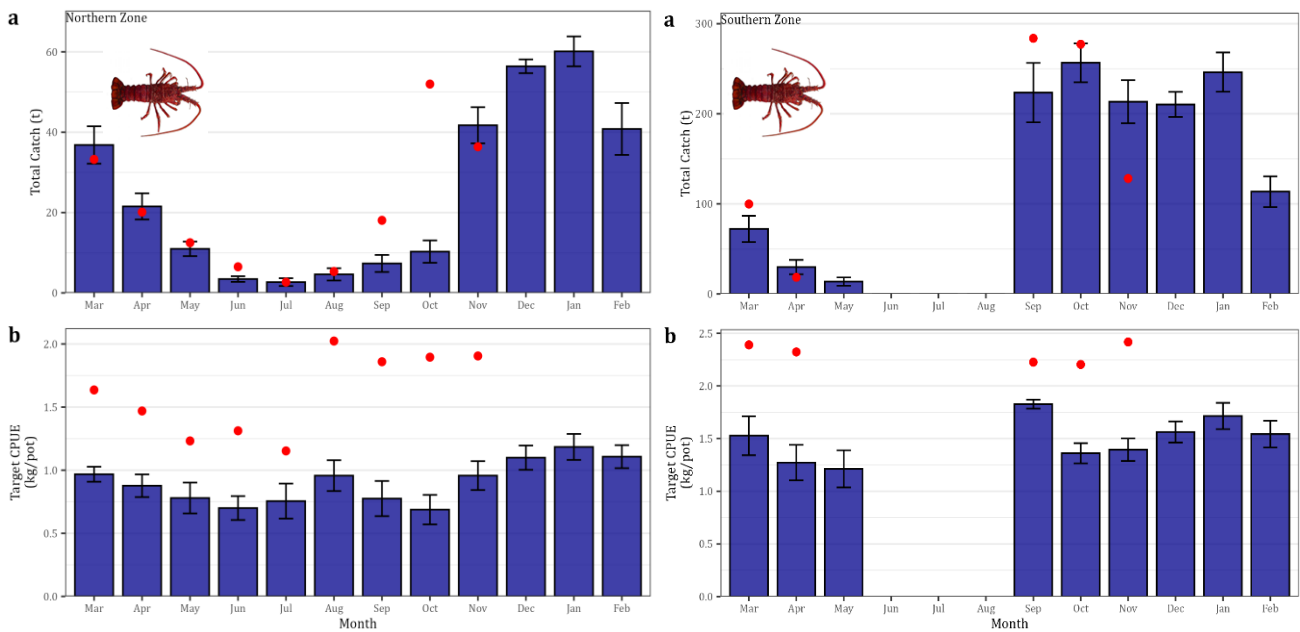 a
Northern Zone
Total Catch (t)
60
40
20
0
Mar Apr May Jun Jul Aug Sep Oct Nov Dec Jan Feb
b
Target CPUE
(kg/pot)
2.0
1.5
1.0
0.5
0.0
Mar Apr May Jun Jul Aug Sep Oct Nov Dec Jan Feb
Month
a
Southern Zone
Total Catch (t)
300
200
100
0
Mar Apr May Jun Jul Aug Sep Oct Nov Dec Jan Feb
b
Target CPUE
(kg/pot)
2.5
2.0
1.5
1.0
0.5
0.0
Mar Apr May Jun Jul Aug Sep Oct Nov Dec Jan Feb
Month